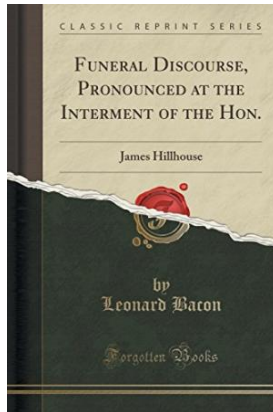 CLASSIC REPRINT SERIES
FUNERAL DISCOURSE,
PRONOUNCED AT THE
INTERMENT OF THE HON.
James Hillhouse
by
Leonard Bacon
Forgotten Books